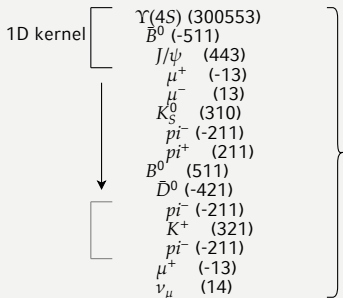 1D kernel
Υ(4S) (300553)
B̄⁰ (-511)
J/ψ (443)
μ⁺ (-13)
μ⁻ (13)
K⁰_S (310)
pi⁻ (-211)
pi⁺ (211)
B⁰ (511)
D̄⁰ (-421)
pi⁻ (-211)
K⁺ (321)
pi⁻ (-211)
μ⁺ (-13)
ν_μ (14)